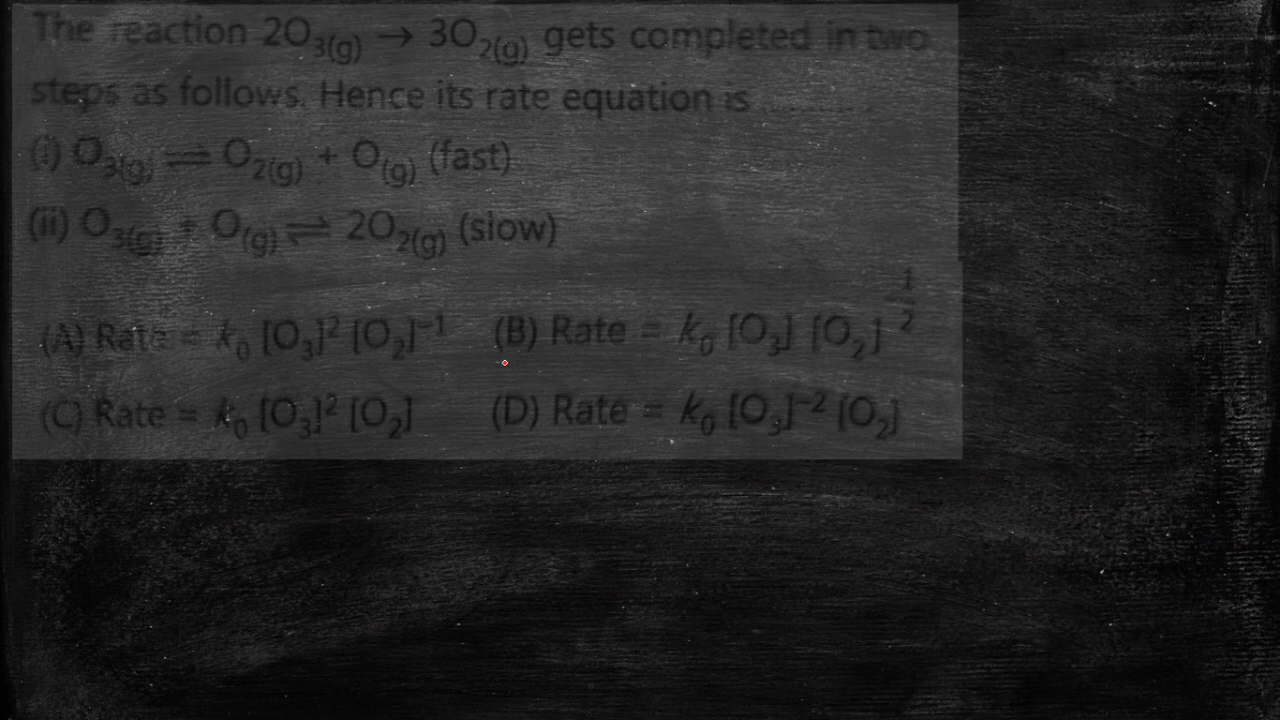 The reaction 2O3(g) → 3O2(g) gets completed in two
steps as follows. Hence its rate equation is .........
(i) O3(g) ⇌ O2(g) + O(g) (fast)
(ii) O3(g) + O(g) ⇌ 2O2(g) (slow)
(A) Rate = k0 [O3]² [O2]⁻¹ (B) Rate = k0 [O3] [O2]^-1/2
(C) Rate = k0 [O3]² [O2] (D) Rate = k0 [O3]⁻² [O2]